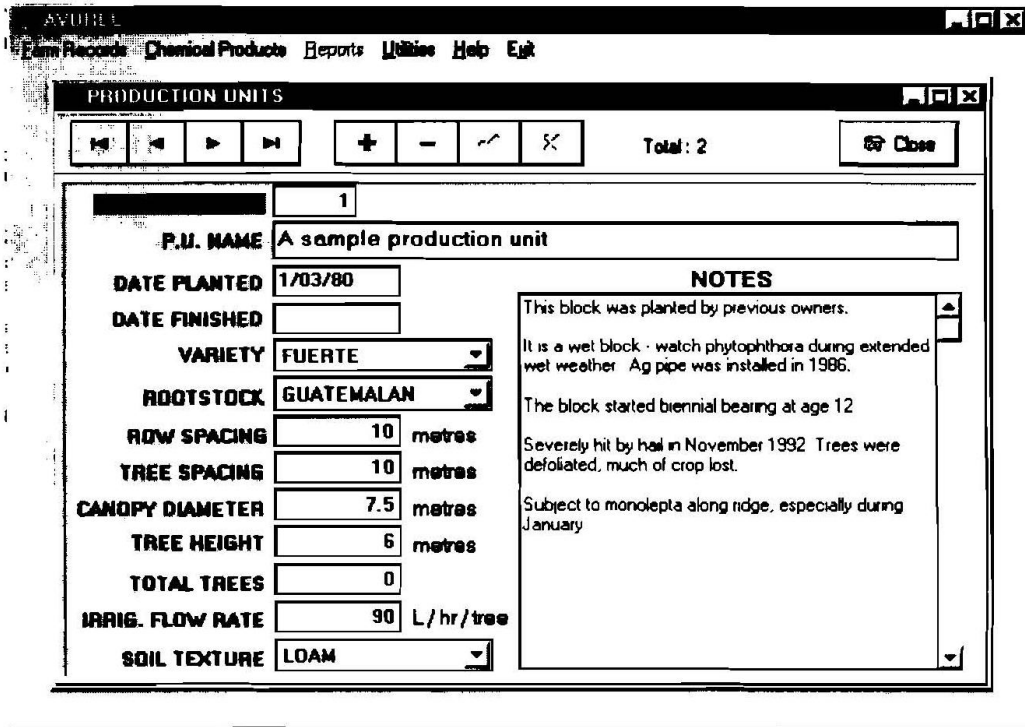 Farm Records Chemical Products Reports Utilities Help Exit
PRODUCTION UNITS
Total: 2
Close
1
P.U. NAME A sample production unit
DATE PLANTED 1/03/80
DATE FINISHED
VARIETY FUERTE
ROOTSTOCK GUATEMALAN
ROW SPACING 10 metres
TREE SPACING 10 metres
CANOPY DIAMETER 7.5 metres
TREE HEIGHT 6 metres
TOTAL TREES 0
IRRIG. FLOW RATE 90 L/hr/tree
SOIL TEXTURE LOAM
NOTES
This block was planted by previous owners.
It is a wet block - watch phytophthora during extended
wet weather Ag pipe was installed in 1986.
The block started biennial bearing at age 12
Severely hit by hail in November 1992 Trees were
defoliated, much of crop lost.
Subject to monolepta along ridge, especially during
January